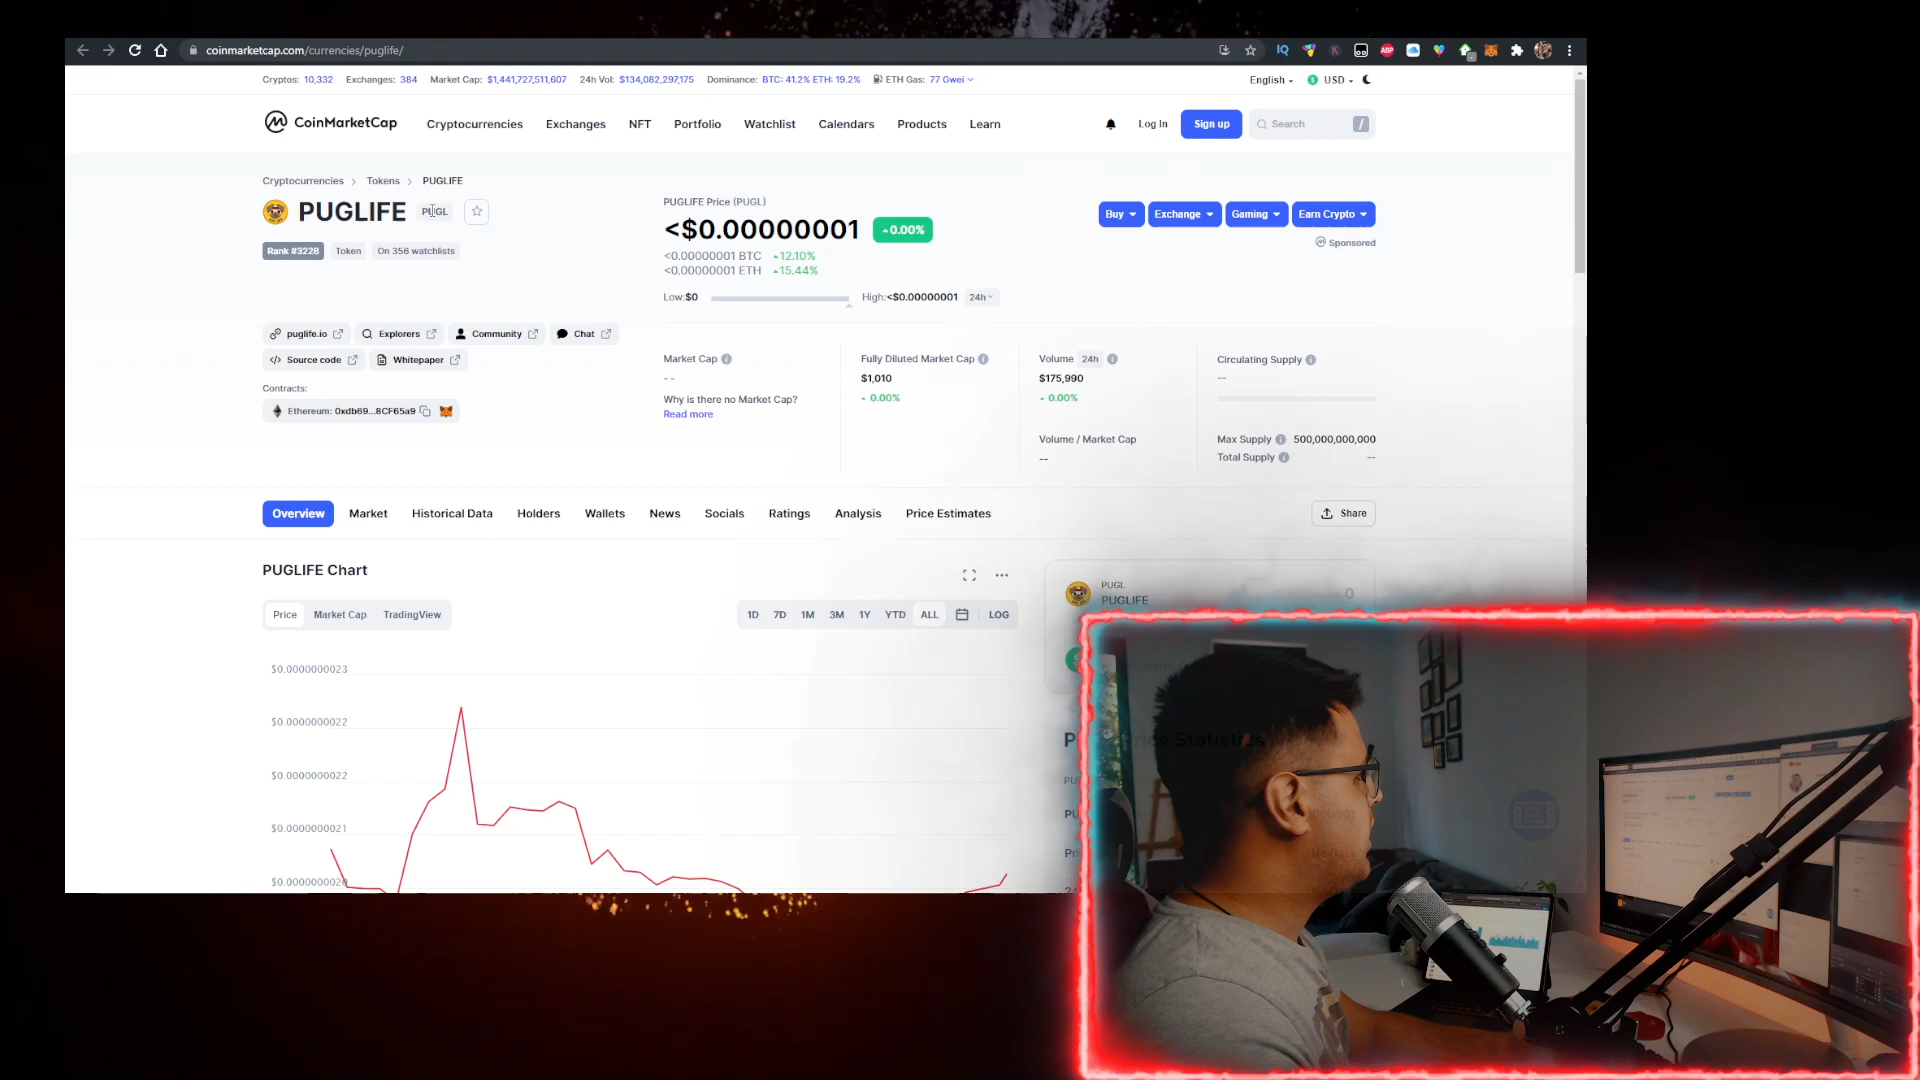 coinmarketcap.com/currencies/puglife/
IQ
ABP
Cryptos: 10,332 Exchanges: 384 Market Cap: $1,441,727,511,607 24h Vol: $134,082,297,175 Dominance: BTC: 41.2% ETH: 19.2% ETH Gas: 77 Gwei
English $ USD
CoinMarketCap Cryptocurrencies Exchanges NFT Portfolio Watchlist Calendars Products Learn Log In Sign up Search /
Cryptocurrencies > Tokens > PUGLIFE
PUGLIFE PUGL
Rank #3228 Token On 356 watchlists
PUGLIFE Price (PUGL)
<$0.00000001 0.00%
<0.00000001 BTC 12.10%
<0.00000001 ETH 15.44%
Low:$0 High:<$0.00000001 24h
Buy Exchange Gaming Earn Crypto
Sponsored
puglife.io Explorers Community Chat
Source code Whitepaper
Contracts:
Ethereum: 0xdb69...8CF65a9
Market Cap
--
Why is there no Market Cap?
Read more
Fully Diluted Market Cap
$1,010
0.00%
Volume 24h
$175,990
0.00%
Volume / Market Cap
--
Circulating Supply
--
Max Supply 500,000,000,000
Total Supply --
Overview Market Historical Data Holders Wallets News Socials Ratings Analysis Price Estimates Share
PUGLIFE Chart
Price Market Cap TradingView
1D 7D 1M 3M 1Y YTD ALL LOG
$0.0000000023
$0.0000000022
$0.0000000022
$0.0000000021
$0.0000000020
PUGL
PUGLIFE
0
Price Statistics